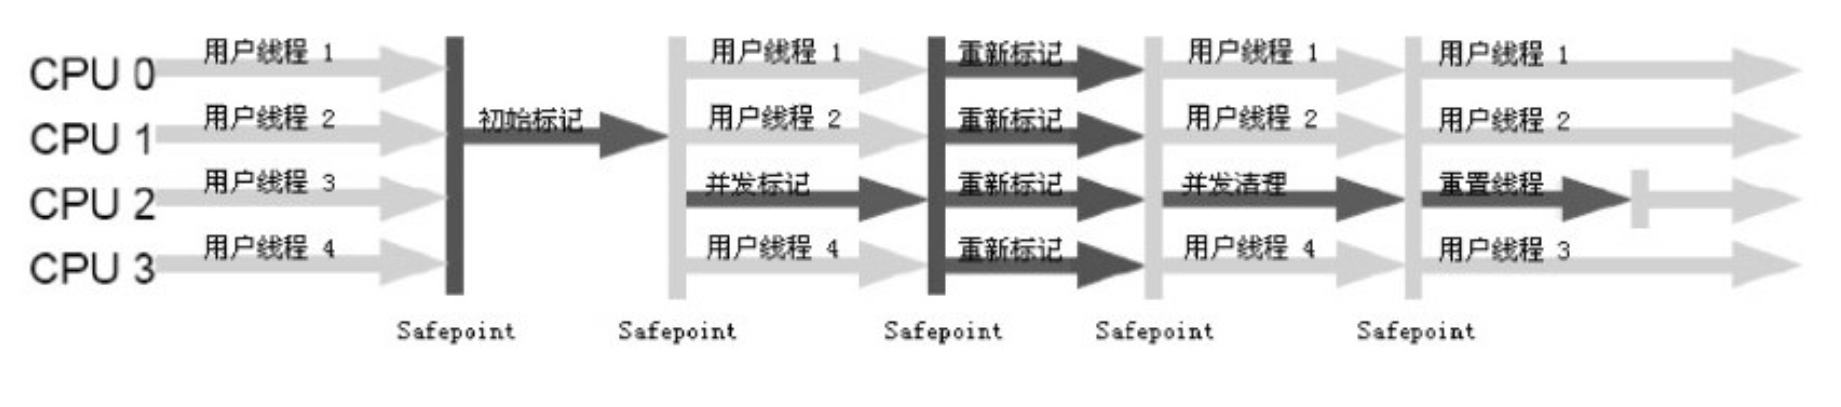 CPU 0 用户线程 1 用户线程 1 重新标记 用户线程 1 用户线程 1
CPU 1 用户线程 2 初始标记 用户线程 2 重新标记 用户线程 2 用户线程 2
CPU 2 用户线程 3 并发标记 重新标记 并发清理 重置线程
CPU 3 用户线程 4 用户线程 4 重新标记 用户线程 4 用户线程 3
Safepoint Safepoint Safepoint Safepoint Safepoint